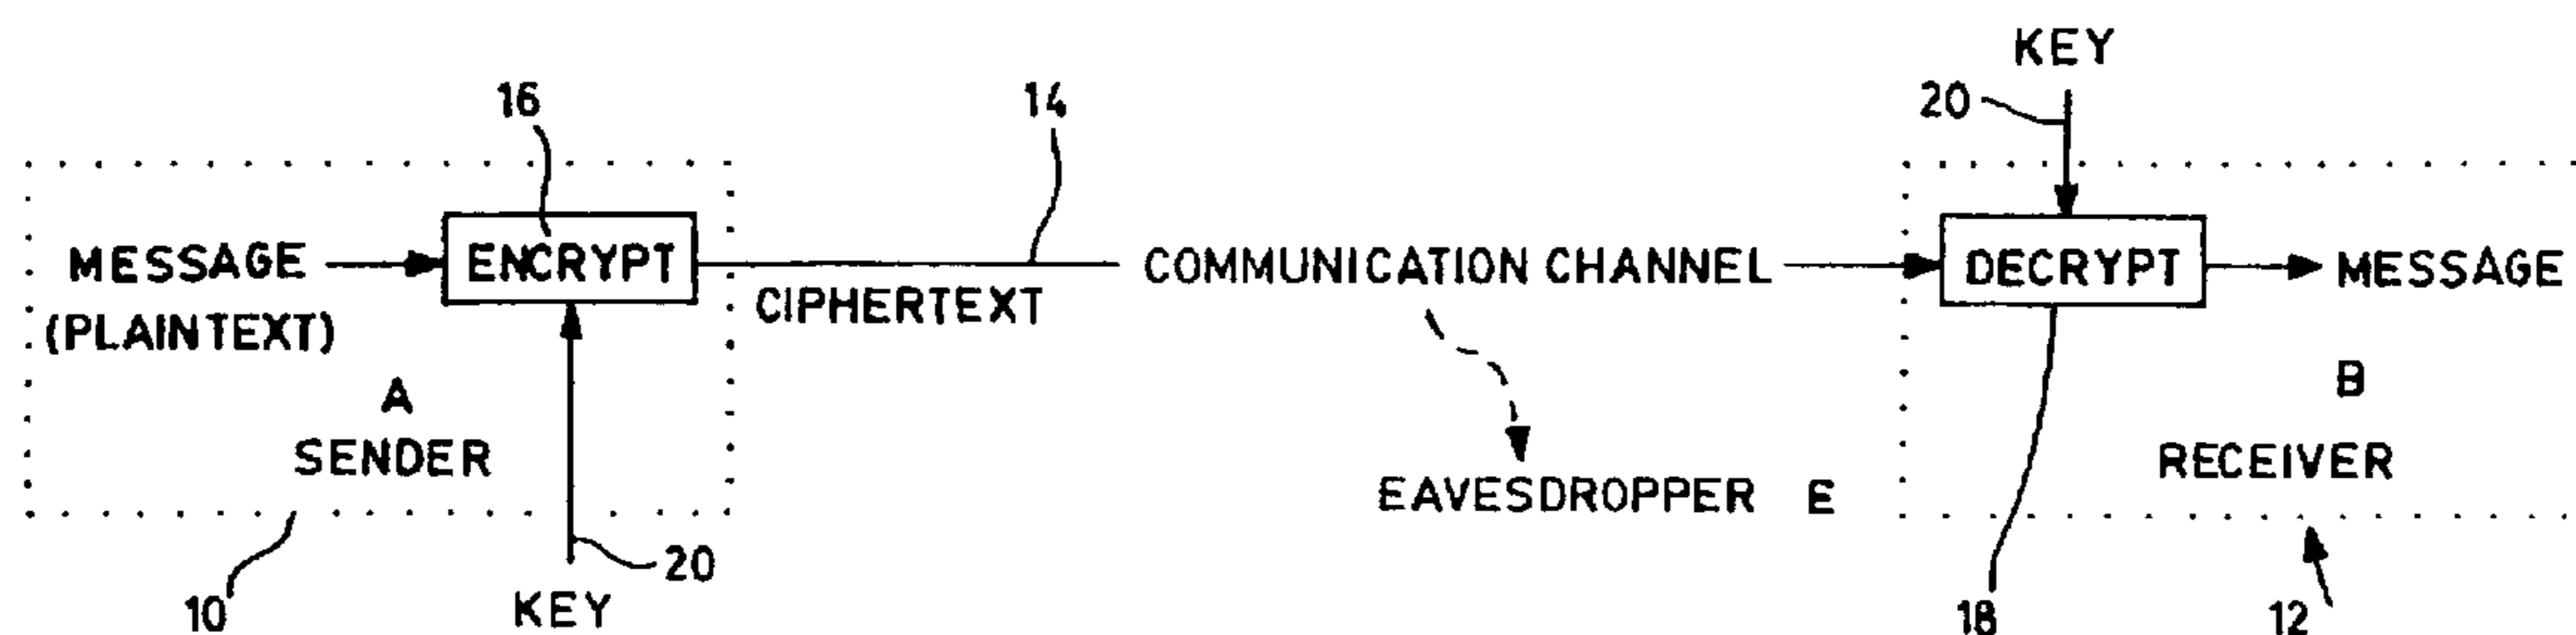 KEY
16
14
20
MESSAGE
ENCRYPT
COMMUNICATION CHANNEL
DECRYPT
MESSAGE
(PLAINTEXT)
CIPHERTEXT
A
B
SENDER
RECEIVER
EAVESDROPPER E
20
10
KEY
18
12